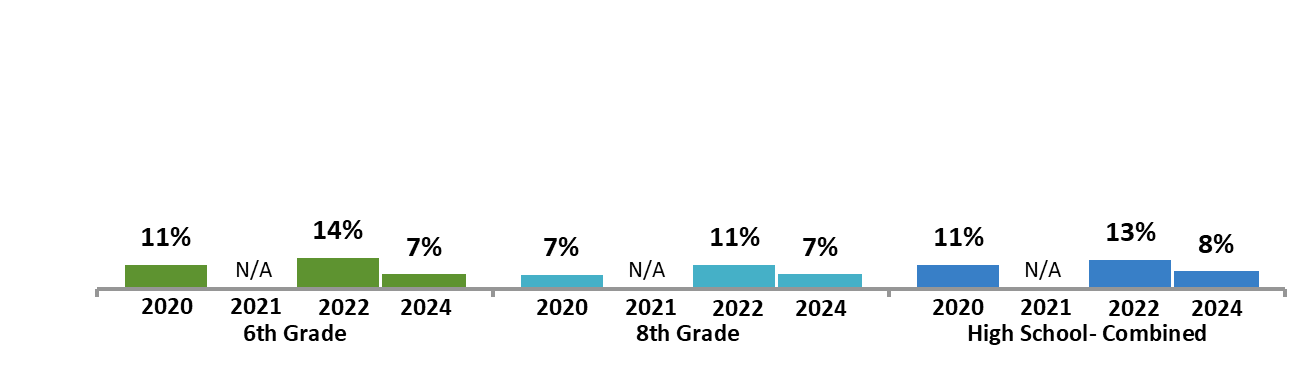 11% N/A 14% 7% 7% N/A 11% 7% 11% N/A 13% 8%
2020 2021 2022 2024 2020 2021 2022 2024 2020 2021 2022 2024
6th Grade 8th Grade High School- Combined